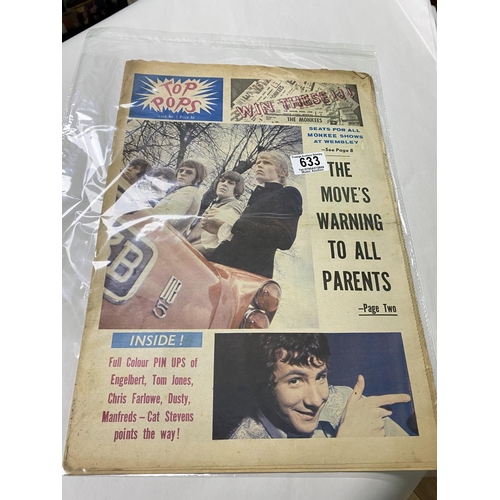 TOP
POPS
WIN THESE!
THE MONKEES
SEATS FOR ALL
MONKEE SHOWS
AT WEMBLEY
—See Page 8
633
THE
MOVE'S
WARNING
TO ALL
PARENTS
—Page Two
INSIDE!
Full Colour PIN UPS of
Engelbert, Tom Jones,
Chris Farlowe, Dusty,
Manfreds — Cat Stevens
points the way!